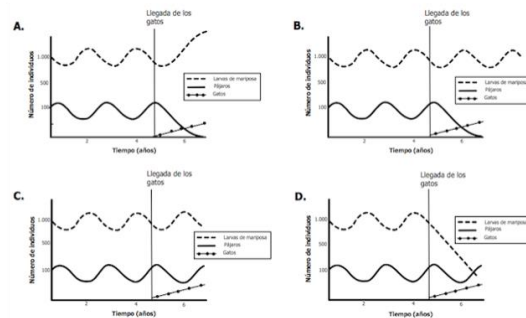 A.
Llegada de los
gatos
Número de individuos
1.000
500
100
2
4
6
Tiempo (años)
Larvas de mariposa
Pájaros
Gatos
B.
Llegada de los
gatos
Número de individuos
1.000
500
100
2
4
6
Tiempo (años)
Larvas de mariposa
Pájaros
Gatos
C.
Llegada de los
gatos
Número de individuos
1.000
500
100
2
4
6
Tiempo (años)
Larvas de mariposa
Pájaros
Gatos
D.
Llegada de los
gatos
Número de individuos
1.000
500
100
2
4
6
Tiempo (años)
Larvas de mariposa
Pájaros
Gatos